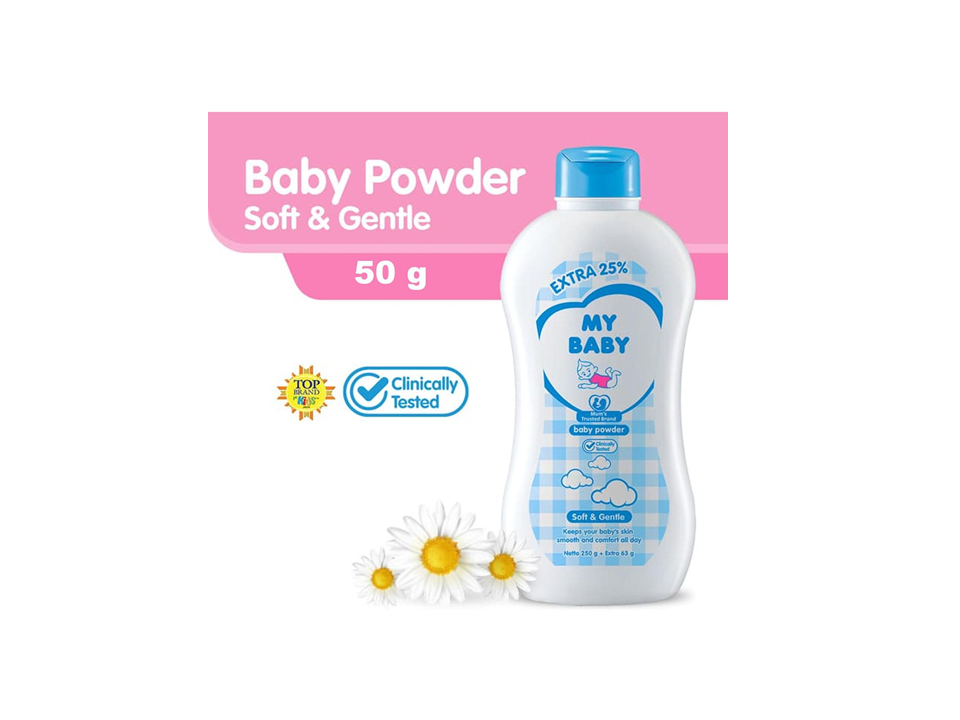 Baby Powder
Soft & Gentle
50 g
EXTRA 25%
MY
BABY
Mum's
Trusted Brand
baby powder
Clinically
Tested
Soft & Gentle
Keeps your baby's skin
smooth and comfort all day
Netto 250 g + Extra 63 g
TOP
BRAND
Kids
Clinically
Tested